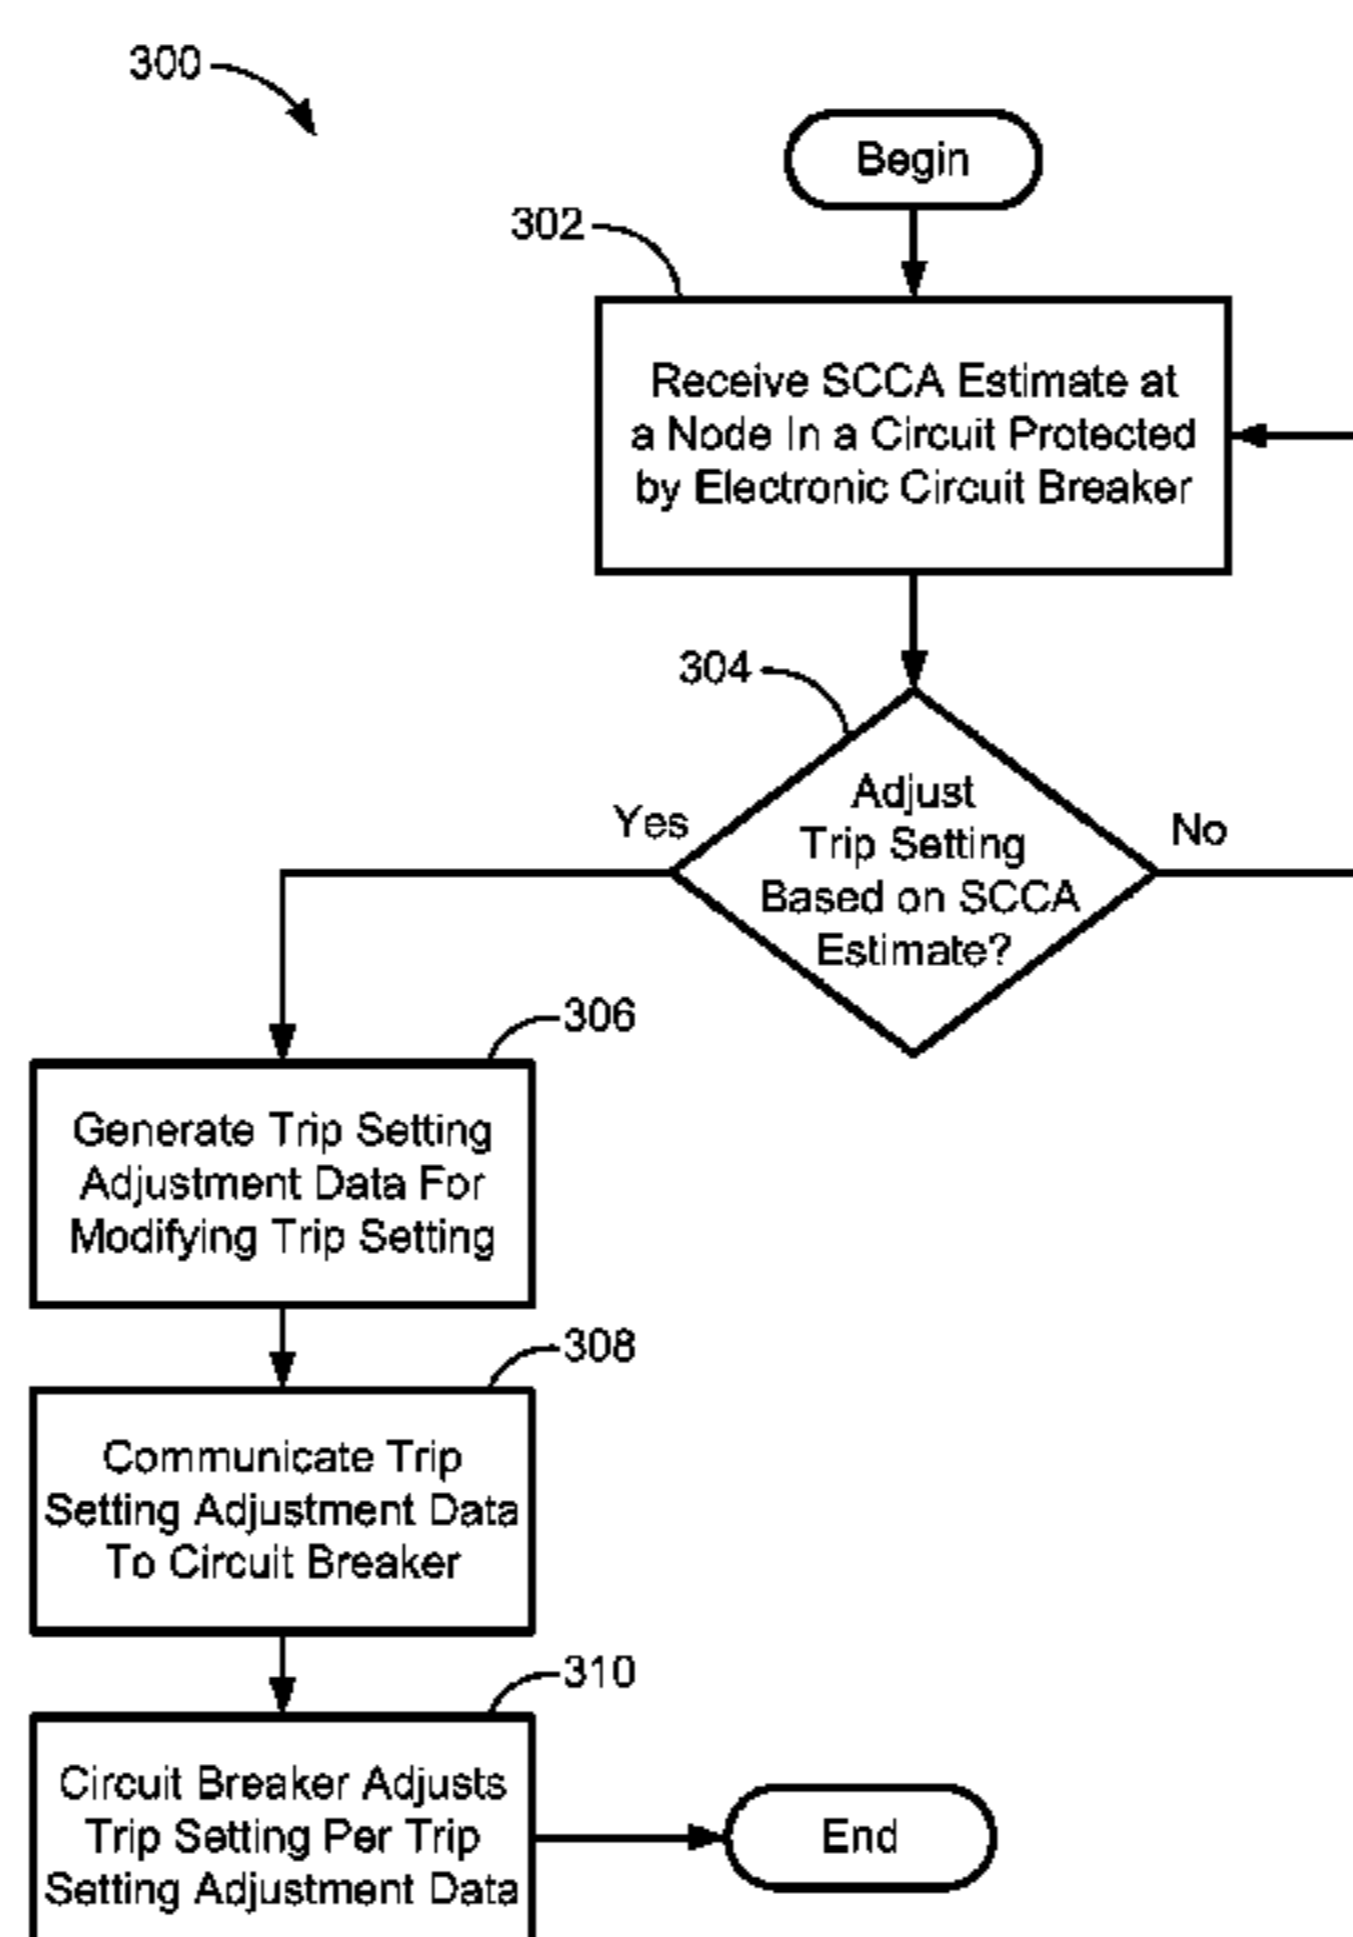 300
Begin
302
Receive SCCA Estimate at
a Node In a Circuit Protected
by Electronic Circuit Breaker
304
Adjust
Trip Setting
Based on SCCA
Estimate?
Yes
No
306
Generate Trip Setting
Adjustment Data For
Modifying Trip Setting
308
Communicate Trip
Setting Adjustment Data
To Circuit Breaker
310
Circuit Breaker Adjusts
Trip Setting Per Trip
Setting Adjustment Data
End